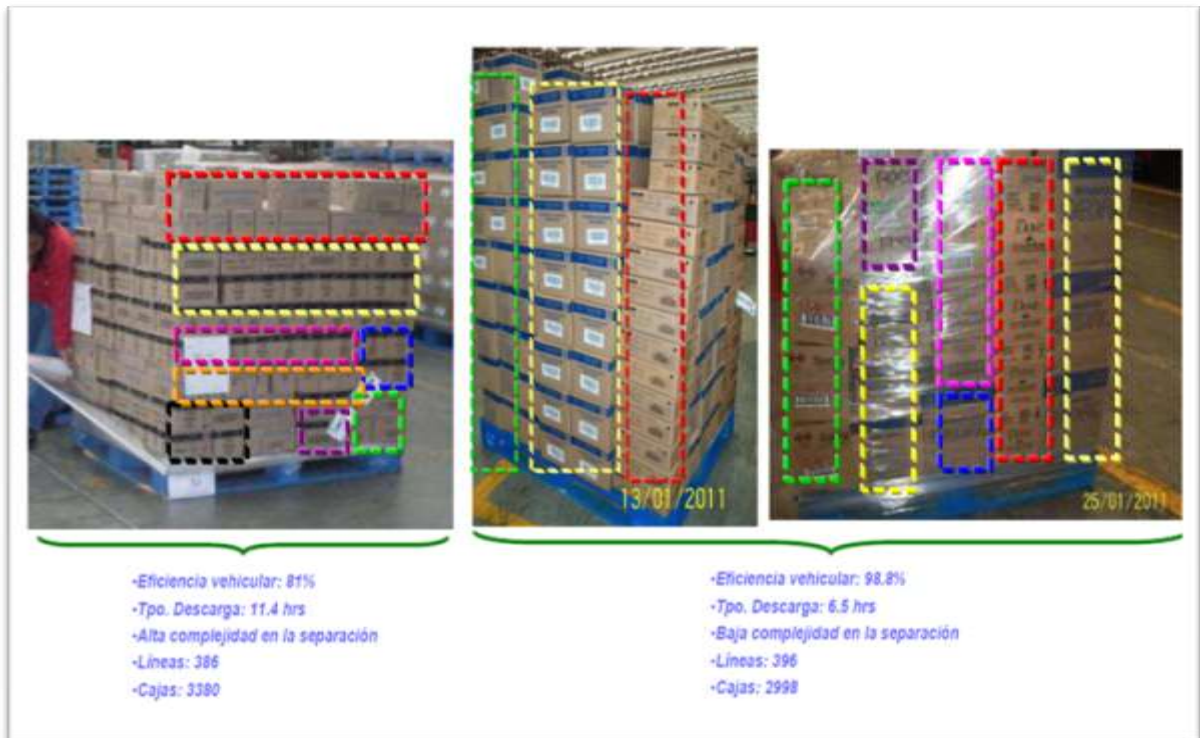 13/01/2011
25/01/2011
-Eficiencia vehicular: 81%
-Tpo. Descarga: 11.4 hrs
-Alta complejidad en la separación
-Líneas: 386
-Cajas: 3380
-Eficiencia vehicular: 98.8%
-Tpo. Descarga: 6.5 hrs
-Baja complejidad en la separación
-Líneas: 396
-Cajas: 2998